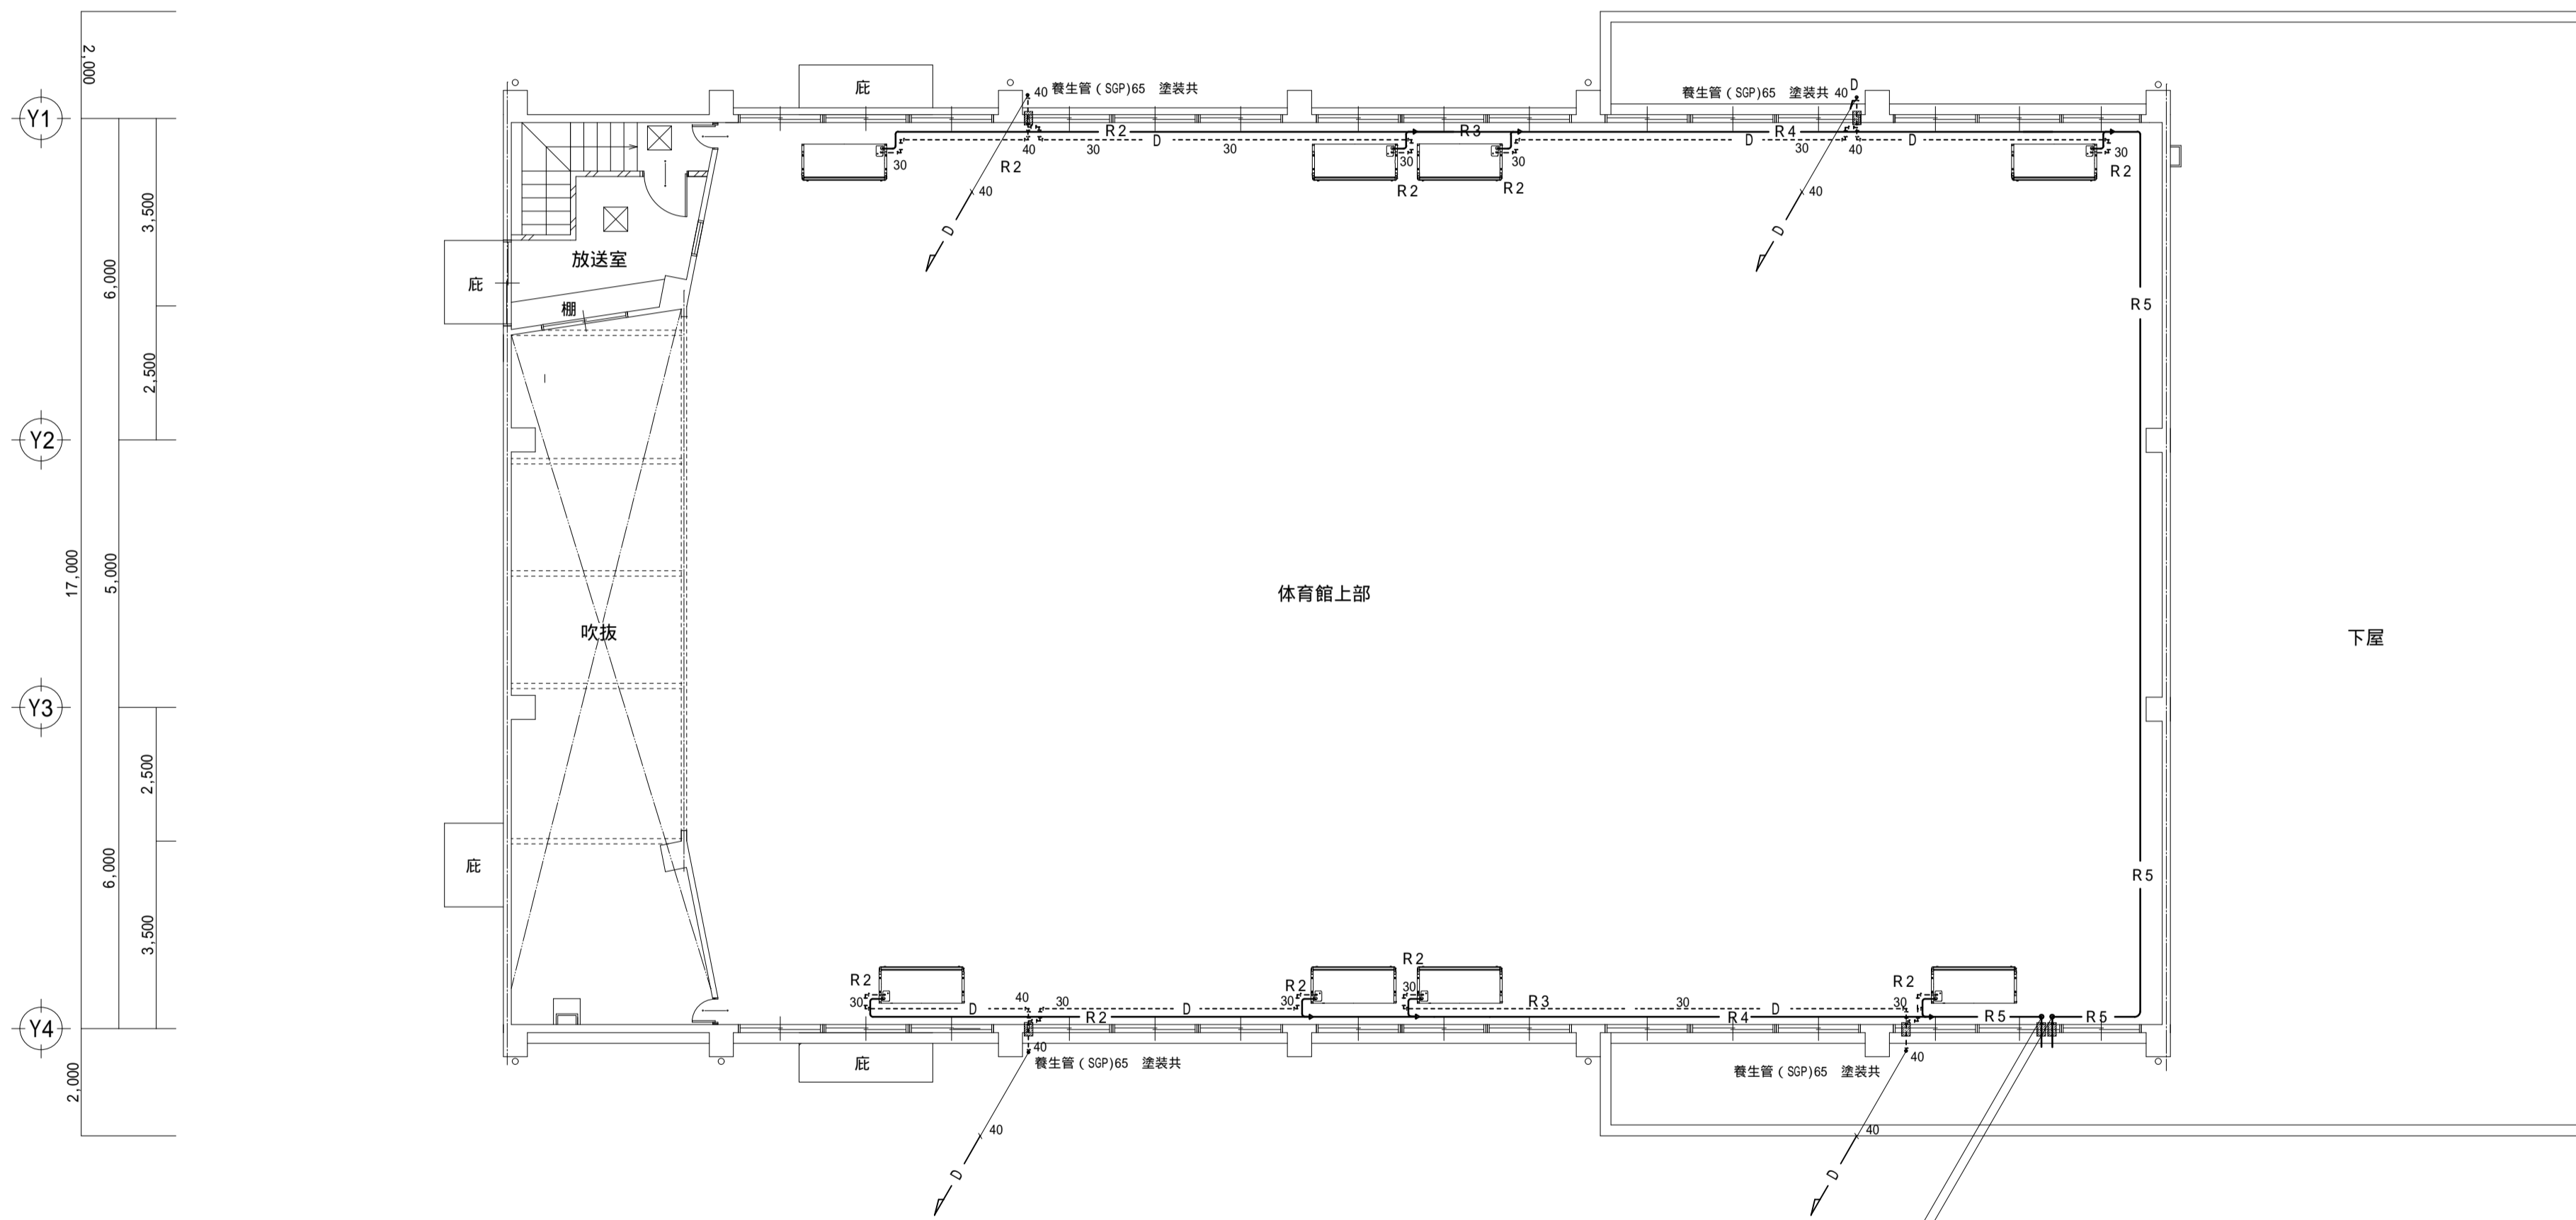 2,000
庇
40 養生管（SGP)65 塗装共
D
養生管（SGP)65 塗装共 40
Y1
R2
R3
R4
30
40
30
D
30
30
30
D
30
40
D
30
R2
R2
R2
R2
40
40
3,500
D
D
放送室
6,000
庇
R5
棚
2,500
Y2
17,000
5,000
体育館上部
吹抜
下屋
Y3
2,500
庇
6,000
R5
3,500
R2
R2
R2
R2
30
D
40
30
D
30
30
R3
30
D
30
Y4
R2
R4
R5
R5
40
養生管（SGP)65 塗装共
庇
40
養生管（SGP)65 塗装共
2,000
40
40
D
D